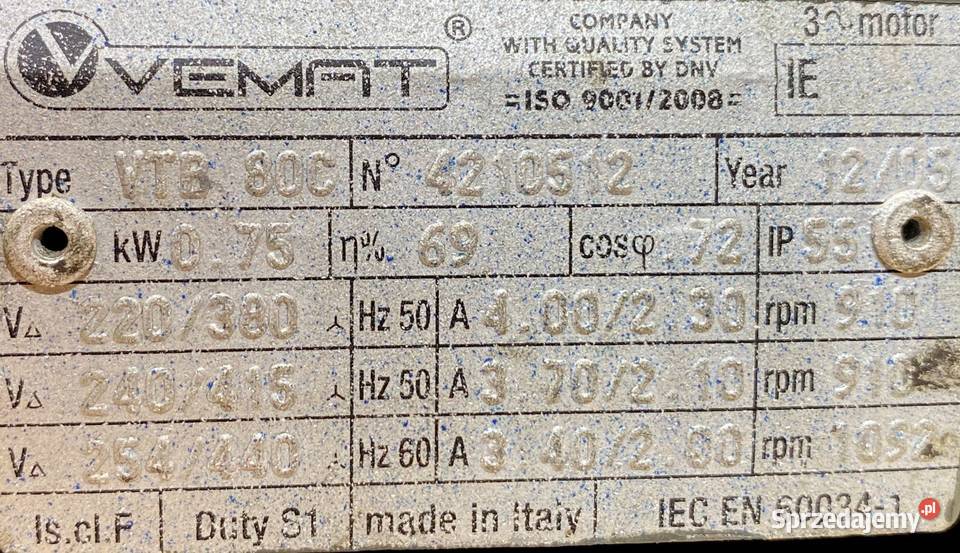 VEMAT ®
COMPANY
WITH QUALITY SYSTEM
CERTIFIED BY DNV
=ISO 9001/2008=
3~motor
IE
Type VTB 80C N° 4210512 Year 12/05
kW 0.75 η% 69 cosφ .72 IP 55
V△ 220/380 ⅄ Hz 50 A 4.00/2.30 rpm 910
V△ 240/415 ⅄ Hz 50 A 3.70/2.10 rpm 910
V△ 254/440 ⅄ Hz 60 A 3.40/2.00 rpm 1092
Is.cl.F Duty S1 made in Italy IEC EN 60034-1
Sprzedajemy.pl